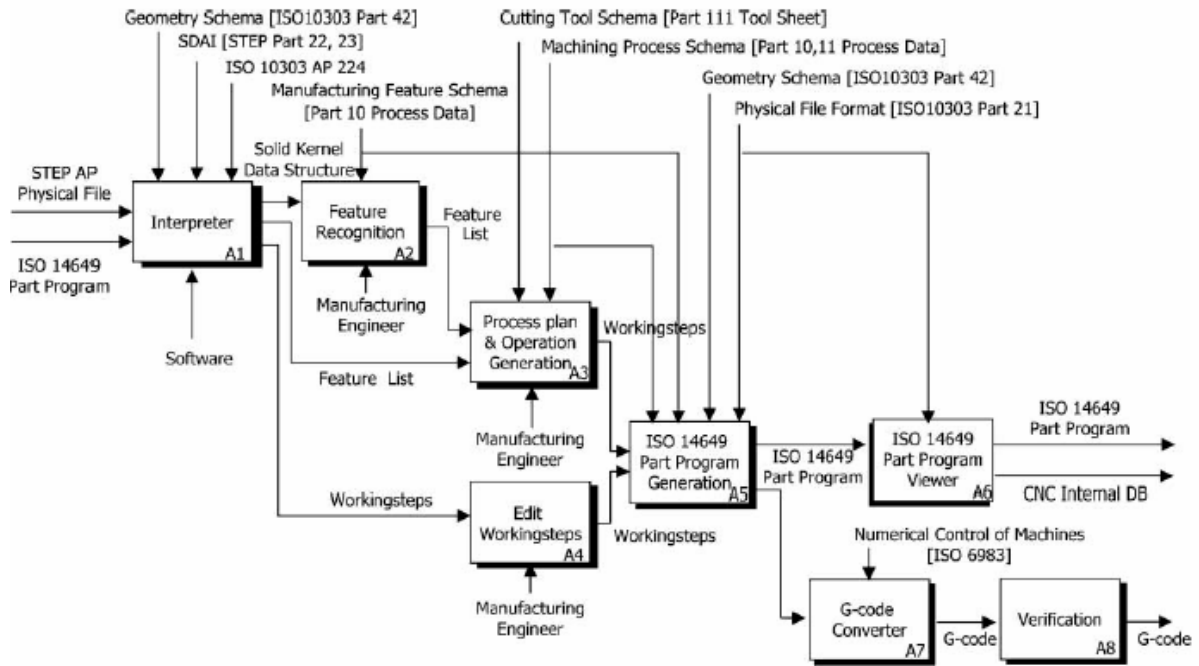 Geometry Schema [ISO10303 Part 42]
SDAI [STEP Part 22, 23]
ISO 10303 AP 224
Manufacturing Feature Schema
[Part 10 Process Data]
Cutting Tool Schema [Part 111 Tool Sheet]
Machining Process Schema [Part 10,11 Process Data]
Geometry Schema [ISO10303 Part 42]
Physical File Format [ISO10303 Part 21]
STEP AP
Physical File
ISO 14649
Part Program
Interpreter
A1
Software
Solid Kernel
Data Structure
Feature
Recognition
A2
Manufacturing
Engineer
Feature
List
Feature List
Process plan
& Operation
Generation
A3
Manufacturing
Engineer
Workingsteps
Workingsteps
Edit
Workingsteps
A4
Manufacturing
Engineer
Workingsteps
ISO 14649
Part Program
Generation
A5
ISO 14649
Part Program
ISO 14649
Part Program
Viewer
A6
ISO 14649
Part Program
CNC Internal DB
Numerical Control of Machines
[ISO 6983]
G-code
Converter
A7
G-code
Verification
A8
G-code